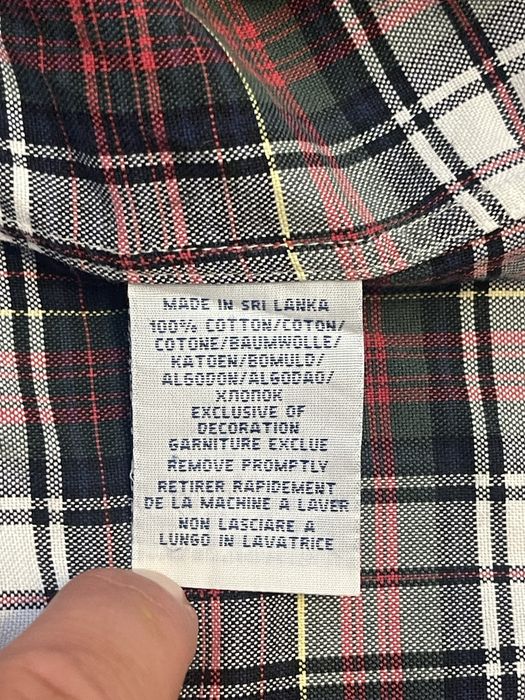 MADE IN SRI LANKA
100% COTTON/COTON/
COTONE/BAUMWOLLE/
KATOEN/BOMULD/
ALGODON/ALGODAO/
ХЛОПОК
EXCLUSIVE OF
DECORATION
GARNITURE EXCLUE
REMOVE PROMPTLY
RETIRER RAPIDEMENT
DE LA MACHINE A LAVER
NON LASCIARE A
LUNGO IN LAVATRICE